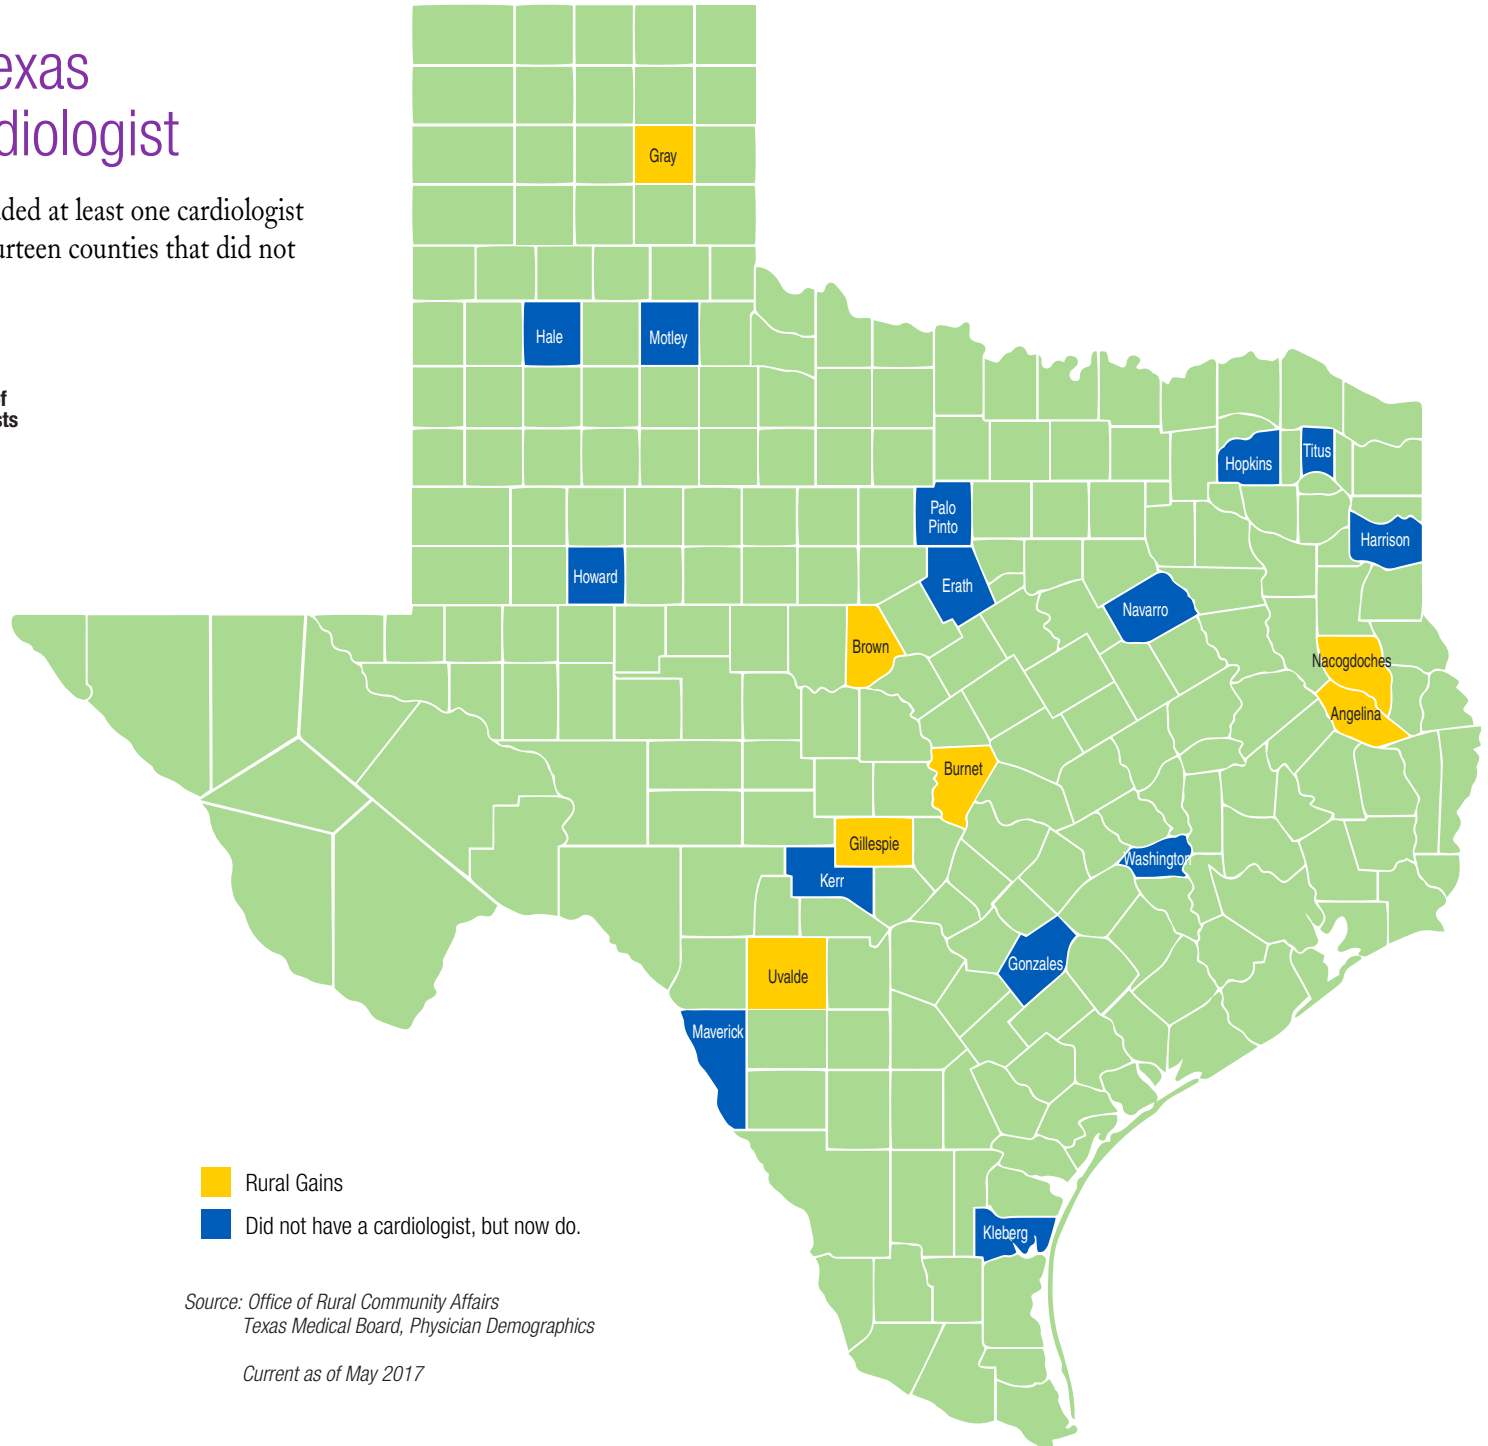 exas
diologist
ded at least one cardiologist
urteen counties that did not
f
sts
Gray
Hale
Motley
Hopkins
Titus
Palo
Pinto
Harrison
Howard
Erath
Navarro
Brown
Nacogdoches
Angelina
Burnet
Gillespie
Washington
Kerr
Gonzales
Uvalde
Maverick
Rural Gains
Did not have a cardiologist, but now do.
Kleberg
Source: Office of Rural Community Affairs
Texas Medical Board, Physician Demographics
Current as of May 2017